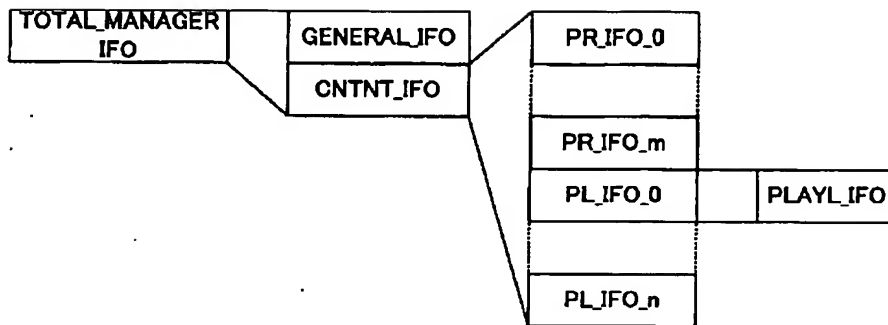 TOTAL_MANAGER
IFO
GENERAL_IFO
CNTNT_IFO
PR_IFO_0
PR_IFO_m
PL_IFO_0
PLAYL_IFO
PL_IFO_n